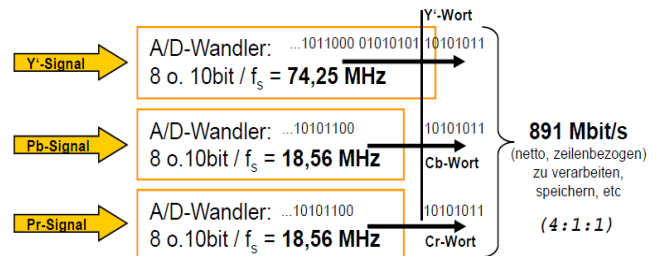 Y'-Wort
Y'-Signal
A/D-Wandler: ...1011000 01010101 10101011
8 o. 10bit / fs = 74,25 MHz
Pb-Signal
A/D-Wandler: ...10101100 10101011
8 o.10bit / fs = 18,56 MHz
Cb-Wort
Pr-Signal
A/D-Wandler: ...10101100 10101011
8 o.10bit / fs = 18,56 MHz
Cr-Wort
891 Mbit/s
(netto, zeilenbezogen)
zu verarbeiten,
speichern, etc
(4:1:1)